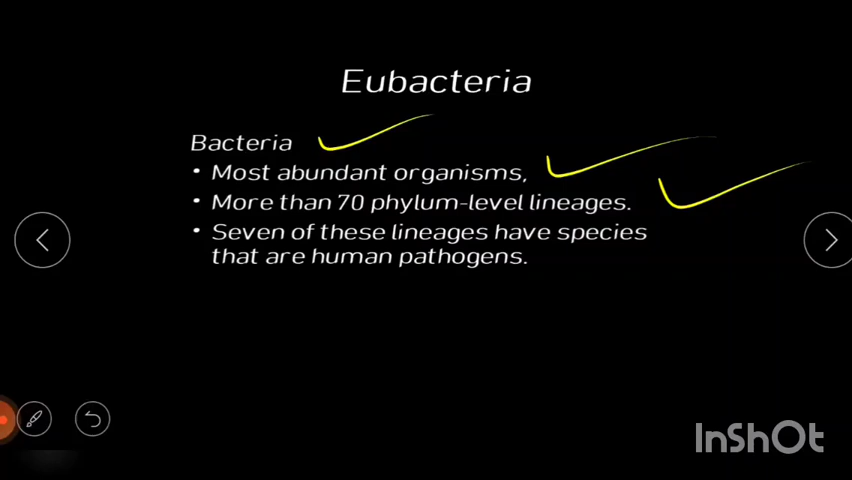 Eubacteria
Bacteria
• Most abundant organisms,
• More than 70 phylum-level lineages.
• Seven of these lineages have species
that are human pathogens.
InShOt